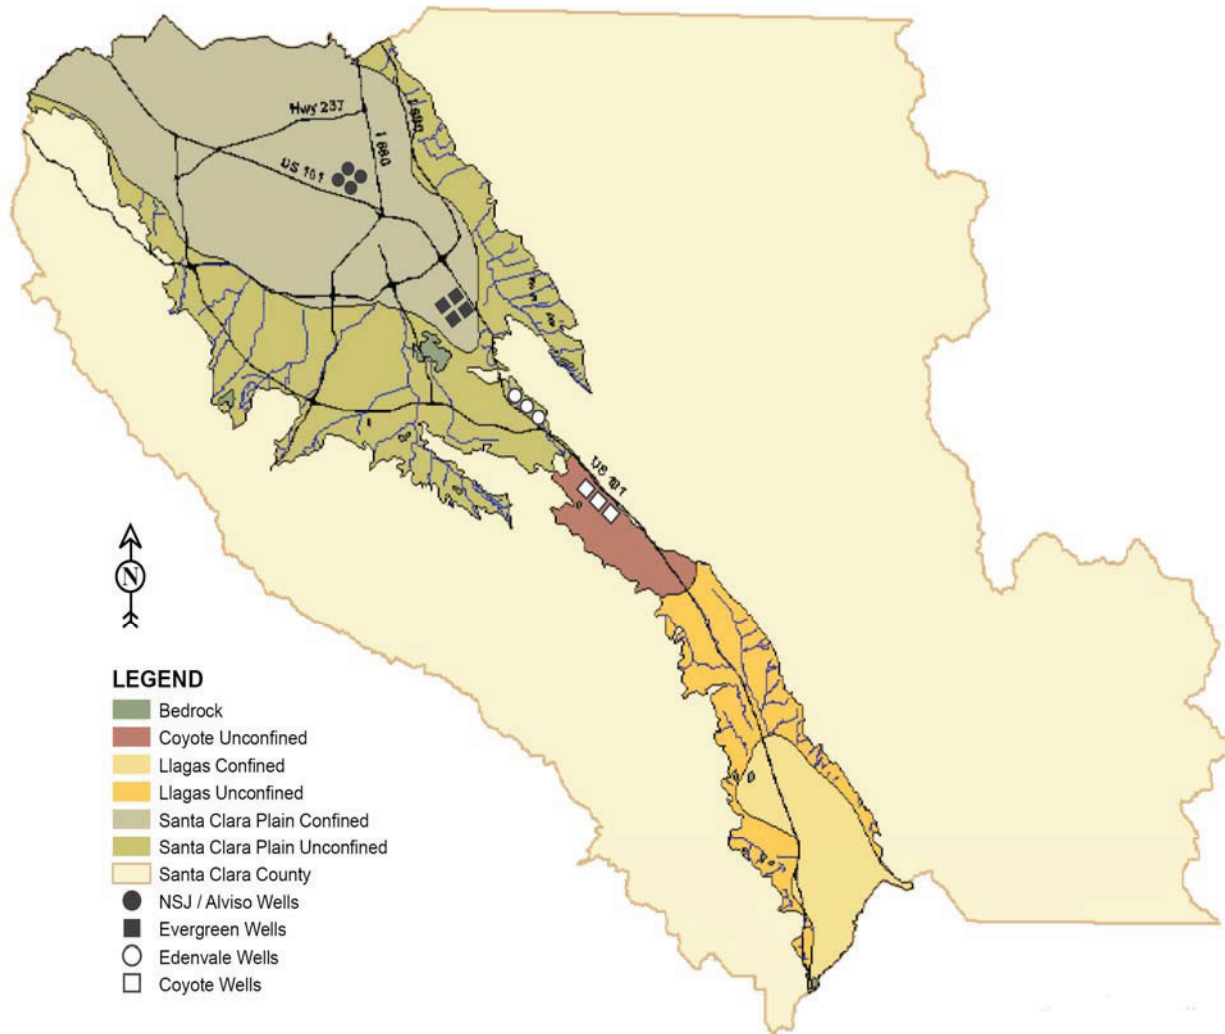 Hwy 237
I 680
I 880
US 101
US 101
N
LEGEND
Bedrock
Coyote Unconfined
Llagas Confined
Llagas Unconfined
Santa Clara Plain Confined
Santa Clara Plain Unconfined
Santa Clara County
NSJ / Alviso Wells
Evergreen Wells
Edenvale Wells
Coyote Wells